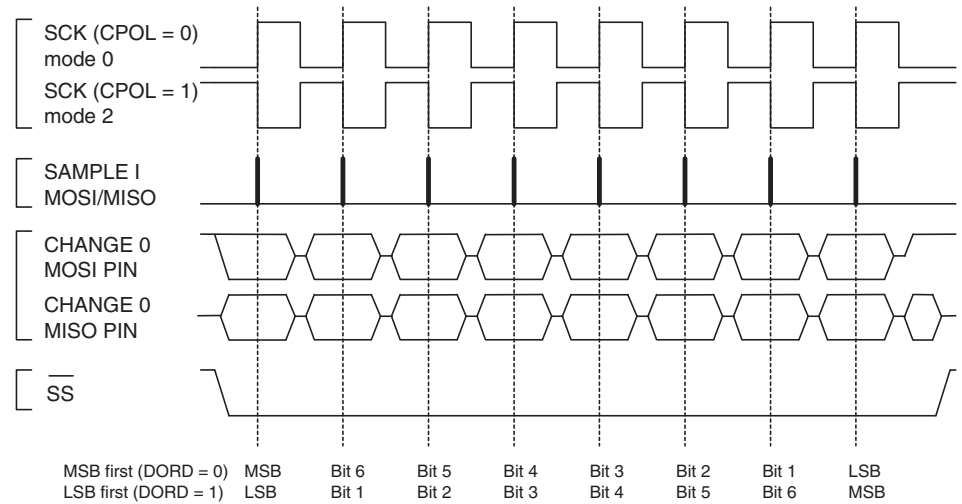 SCK (CPOL = 0)
mode 0
SCK (CPOL = 1)
mode 2
SAMPLE I
MOSI/MISO
CHANGE 0
MOSI PIN
CHANGE 0
MISO PIN
SS
MSB first (DORD = 0) MSB Bit 6 Bit 5 Bit 4 Bit 3 Bit 2 Bit 1 LSB
LSB first (DORD = 1) LSB Bit 1 Bit 2 Bit 3 Bit 4 Bit 5 Bit 6 MSB